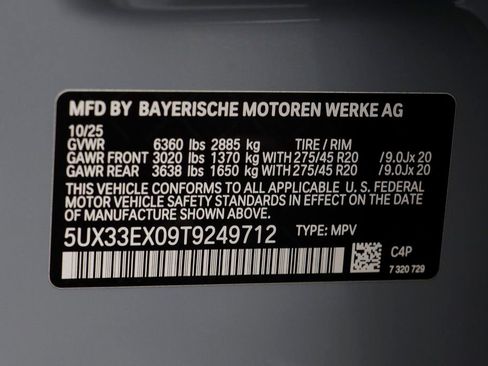 MFD BY BAYERISCHE MOTOREN WERKE AG
10/25
GVWR 6360 lbs 2885 kg TIRE / RIM
GAWR FRONT 3020 lbs 1370 kg WITH 275/45 R20 /9.0Jx 20
GAWR REAR 3638 lbs 1650 kg WITH 275/45 R20 /9.0Jx 20
THIS VEHICLE CONFORMS TO ALL APPLICABLE U. S. FEDERAL
MOTOR VEHICLE SAFETY STANDARDS IN EFFECT ON THE
DATE OF MANUFACTURE SHOWN ABOVE.
5UX33EX09T9249712 TYPE: MPV
C4P
7 320 729